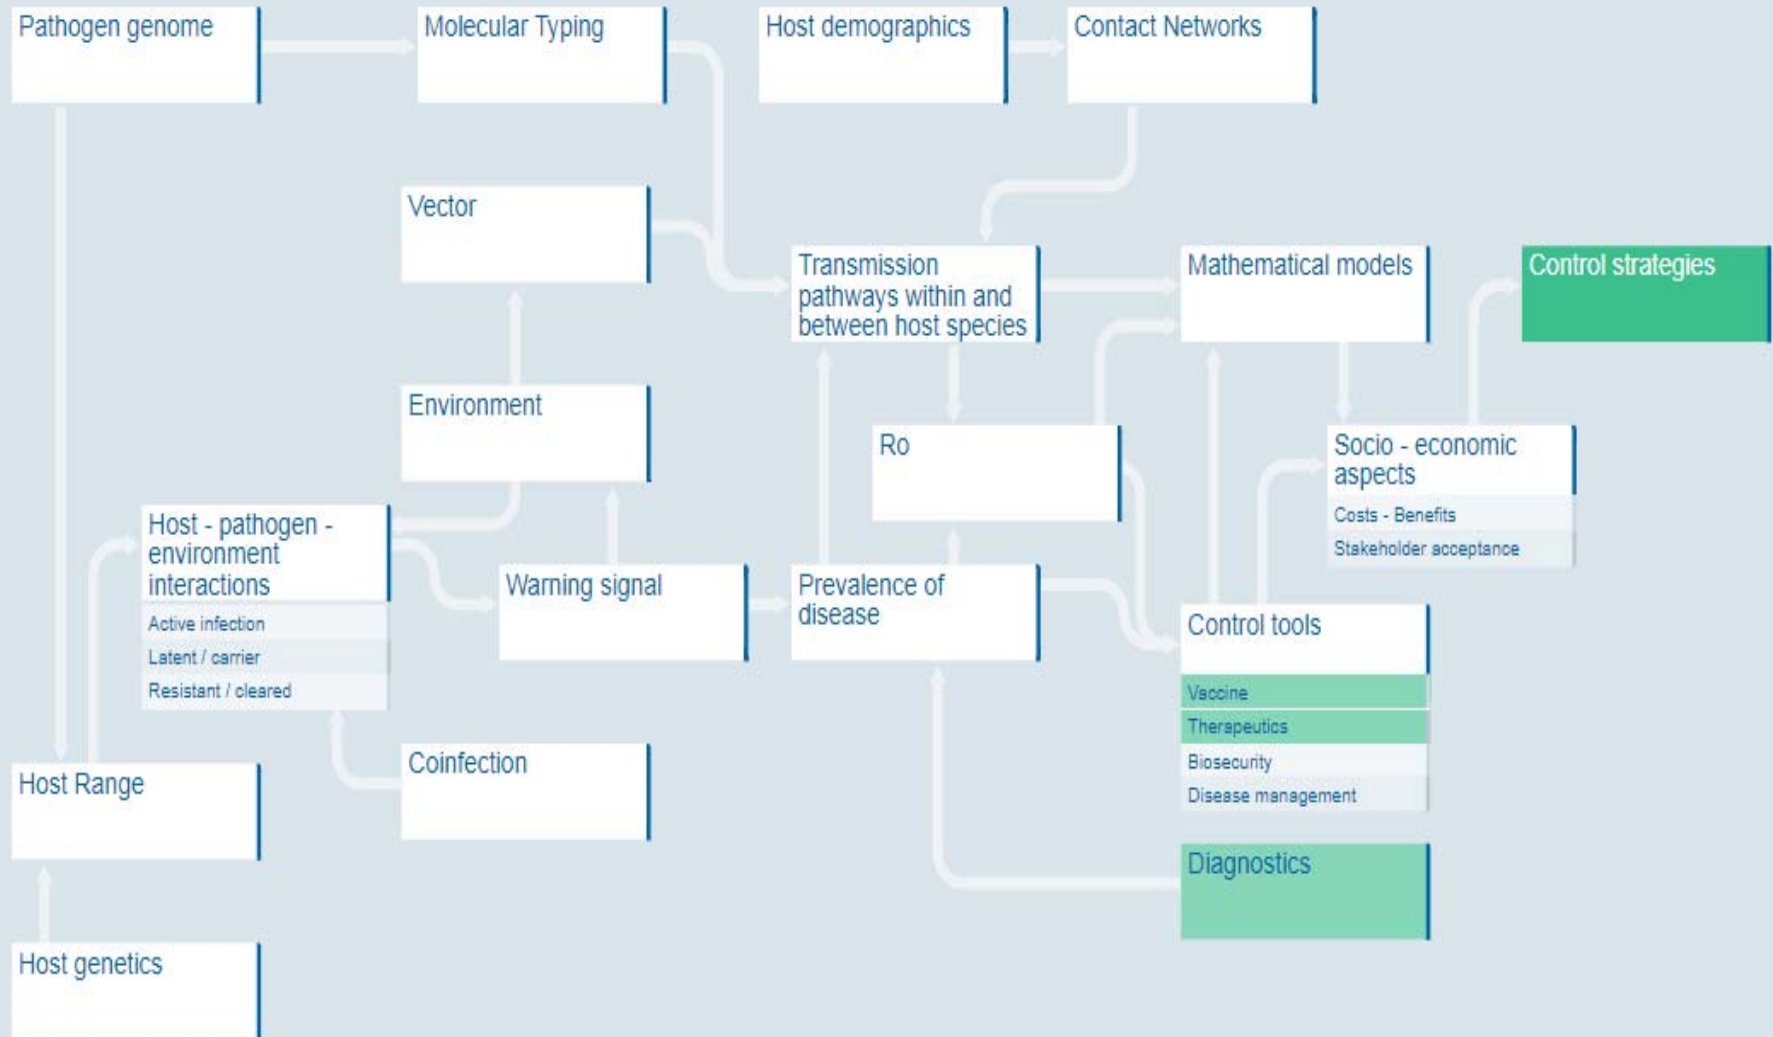 Pathogen genome
Molecular Typing
Host demographics
Contact Networks
Vector
Transmission
pathways within and
between host species
Mathematical models
Control strategies
Environment
Ro
Socio - economic
aspects
Costs - Benefits
Stakeholder acceptance
Host - pathogen -
environment
interactions
Active infection
Latent / carrier
Resistant / cleared
Warning signal
Prevalence of
disease
Control tools
Vaccine
Therapeutics
Biosecurity
Disease management
Host Range
Coinfection
Diagnostics
Host genetics